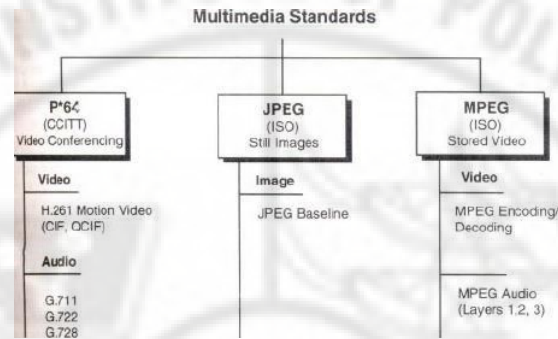 Multimedia Standards
P*64
(CCITT)
Video Conferencing
Video
H.261 Motion Video
(CIF, QCIF)
Audio
G.711
G.722
G.728
JPEG
(ISO)
Still Images
Image
JPEG Baseline
MPEG
(ISO)
Stored Video
Video
MPEG Encoding/
Decoding
MPEG Audio
(Layers 1.2, 3)